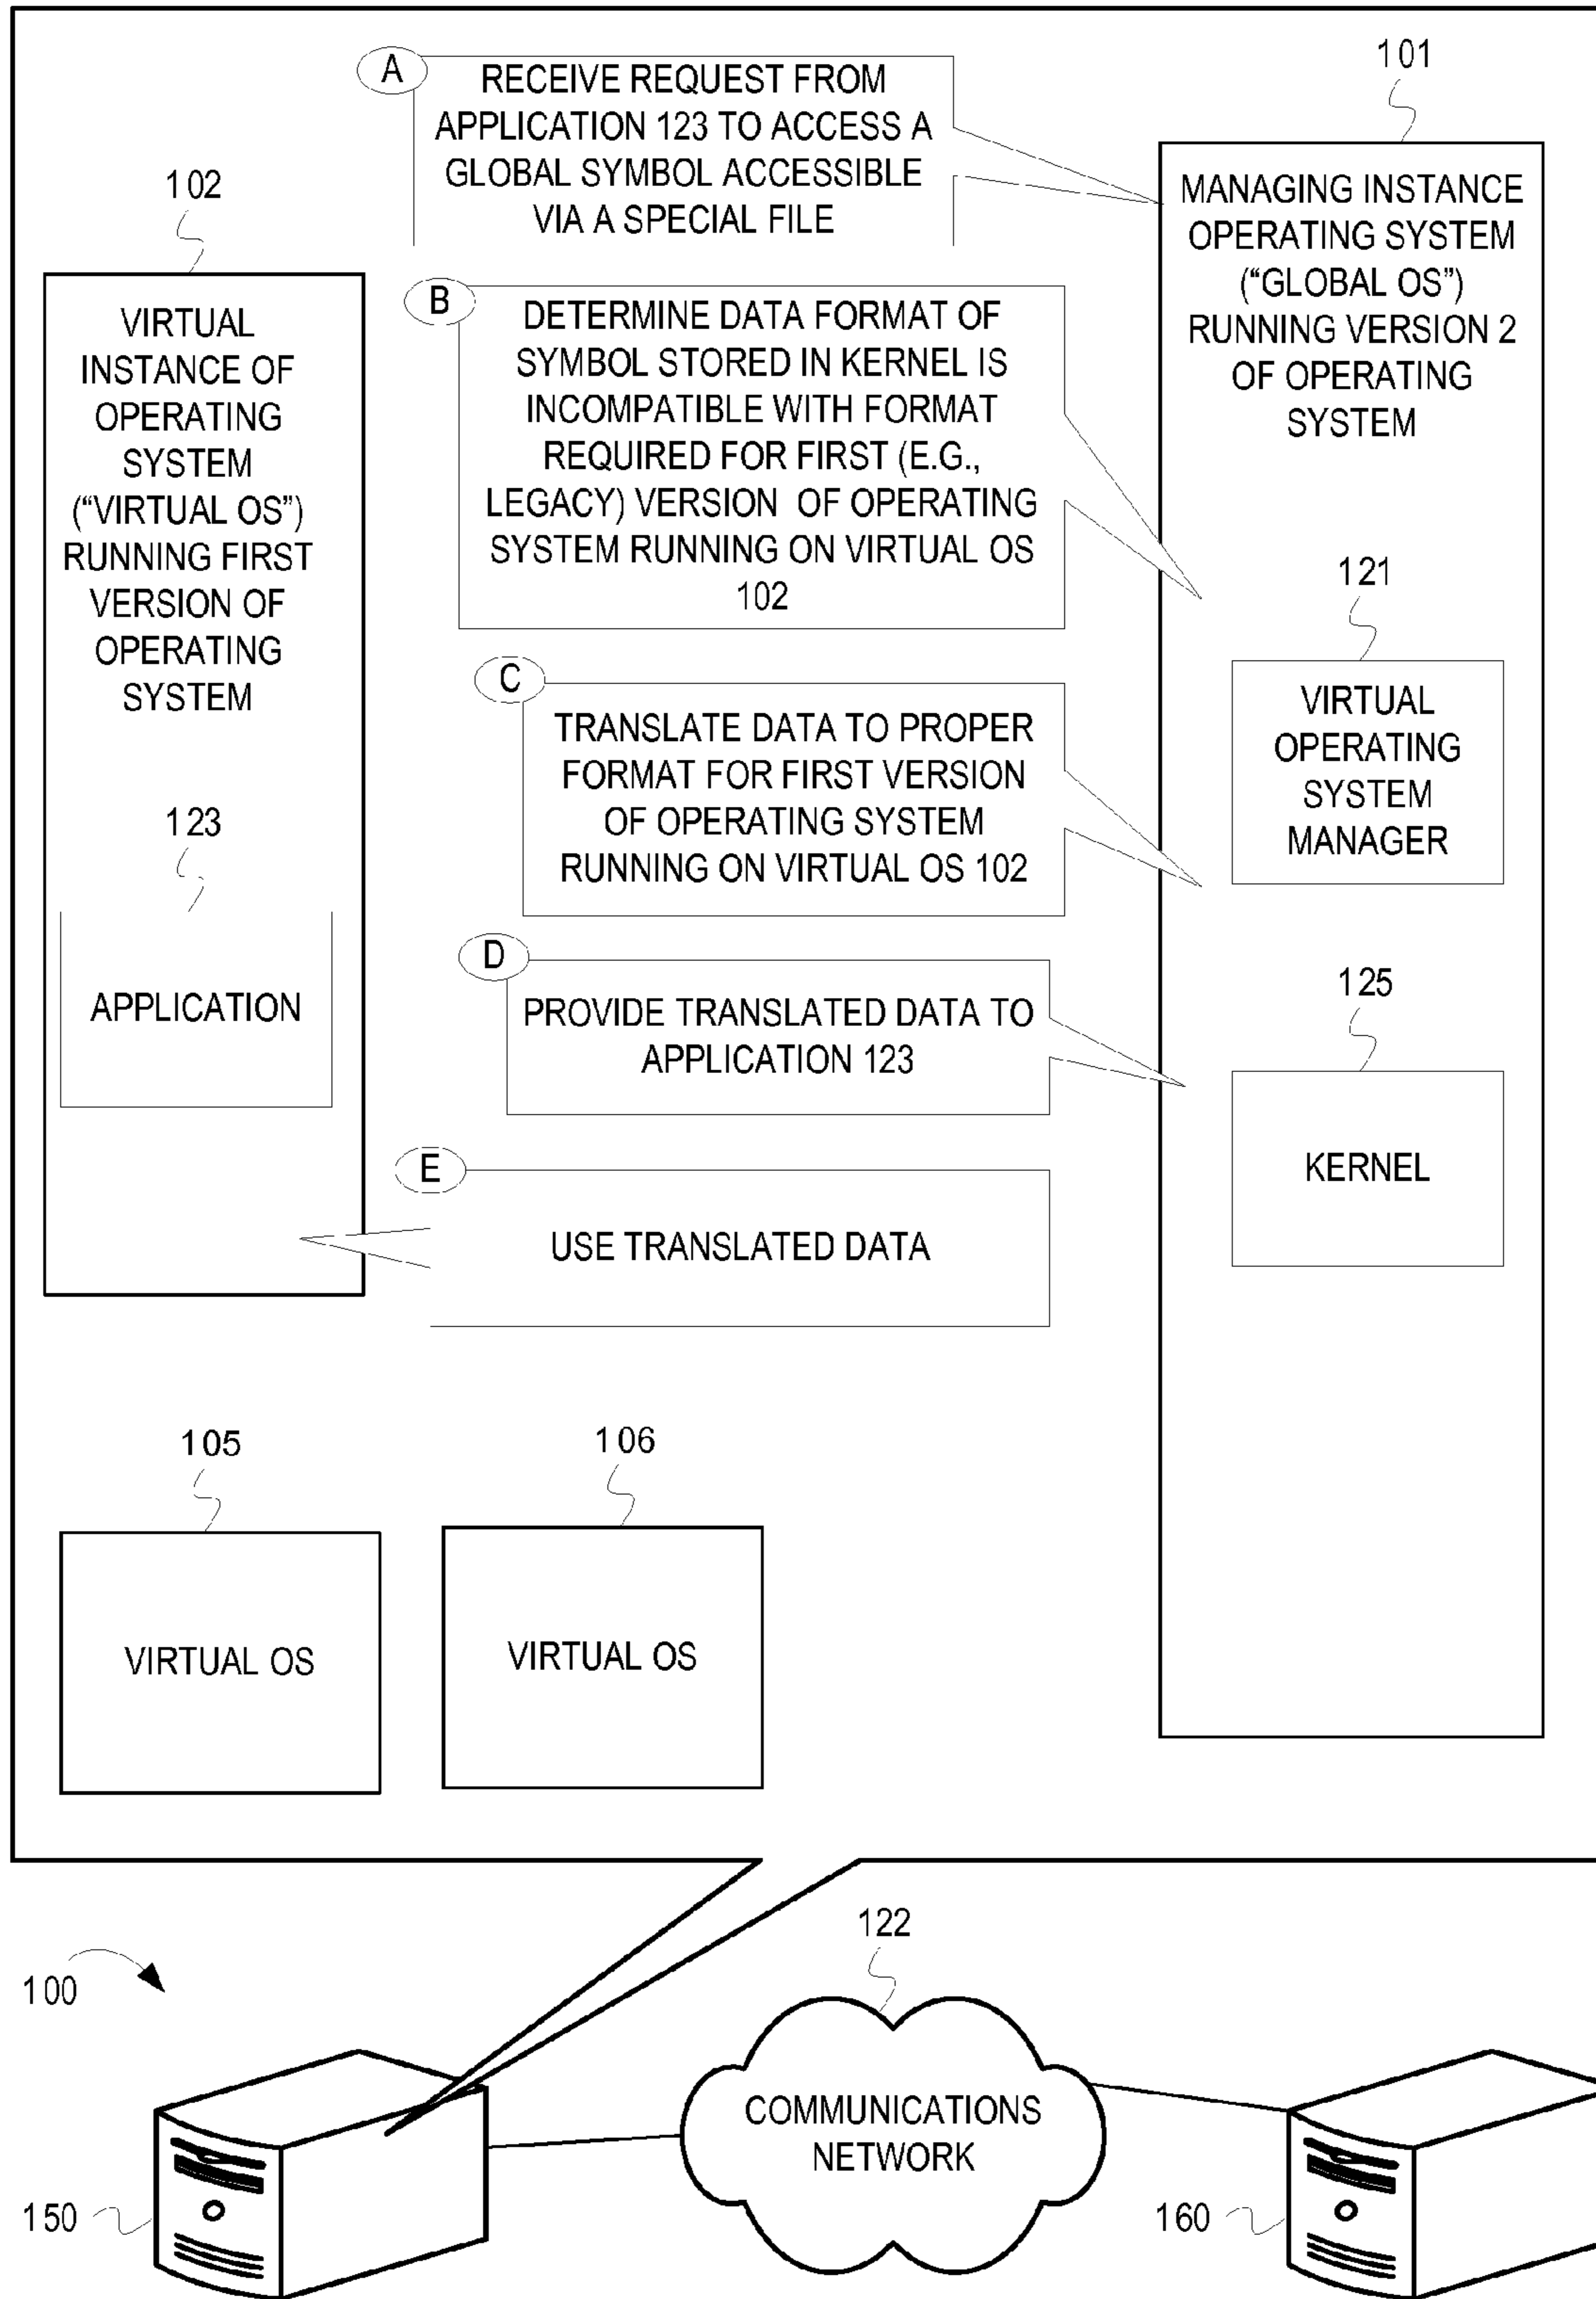 A
RECEIVE REQUEST FROM
APPLICATION 123 TO ACCESS A
GLOBAL SYMBOL ACCESSIBLE
VIA A SPECIAL FILE
101
MANAGING INSTANCE
OPERATING SYSTEM
(“GLOBAL OS”)
RUNNING VERSION 2
OF OPERATING
SYSTEM
102
VIRTUAL
INSTANCE OF
OPERATING
SYSTEM
(“VIRTUAL OS”)
RUNNING FIRST
VERSION OF
OPERATING
SYSTEM
B
DETERMINE DATA FORMAT OF
SYMBOL STORED IN KERNEL IS
INCOMPATIBLE WITH FORMAT
REQUIRED FOR FIRST (E.G.,
LEGACY) VERSION OF OPERATING
SYSTEM RUNNING ON VIRTUAL OS
102
121
VIRTUAL
OPERATING
SYSTEM
MANAGER
C
TRANSLATE DATA TO PROPER
FORMAT FOR FIRST VERSION
OF OPERATING SYSTEM
RUNNING ON VIRTUAL OS 102
123
APPLICATION
D
PROVIDE TRANSLATED DATA TO
APPLICATION 123
125
KERNEL
E
USE TRANSLATED DATA
105
VIRTUAL OS
106
VIRTUAL OS
100
122
COMMUNICATIONS
NETWORK
150
160